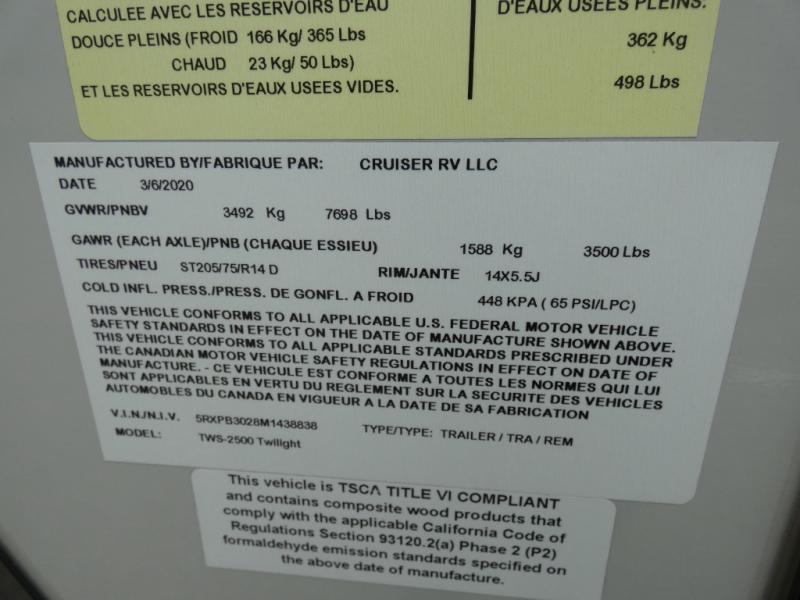 CALCULEE AVEC LES RESERVOIRS D'EAU
DOUCE PLEINS (FROID 166 Kg/ 365 Lbs
CHAUD 23 Kg/ 50 Lbs)
ET LES RESERVOIRS D'EAUX USEES VIDES.
D'EAUX USEES PLEINS:
362 Kg
498 Lbs
MANUFACTURED BY/FABRIQUE PAR: CRUISER RV LLC
DATE 3/6/2020
GVWR/PNBV 3492 Kg 7698 Lbs
GAWR (EACH AXLE)/PNB (CHAQUE ESSIEU) 1588 Kg 3500 Lbs
TIRES/PNEU ST205/75/R14 D RIM/JANTE 14X5.5J
COLD INFL. PRESS./PRESS. DE GONFL. A FROID 448 KPA ( 65 PSI/LPC)
THIS VEHICLE CONFORMS TO ALL APPLICABLE U.S. FEDERAL MOTOR VEHICLE
SAFETY STANDARDS IN EFFECT ON THE DATE OF MANUFACTURE SHOWN ABOVE.
THIS VEHICLE CONFORMS TO ALL APPLICABLE STANDARDS PRESCRIBED UNDER
THE CANADIAN MOTOR VEHICLE SAFETY REGULATIONS IN EFFECT ON DATE OF
MANUFACTURE. - CE VEHICULE EST CONFORME A TOUTES LES NORMES QUI LUI
SONT APPLICABLES EN VERTU DU REGLEMENT SUR LA SECURITE DES VEHICLES
AUTOMOBILES DU CANADA EN VIGUEUR A LA DATE DE SA FABRICATION
V.I.N./N.I.V. 5RXPB3028M1438838 TYPE/TYPE: TRAILER / TRA / REM
MODEL: TWS-2500 Twilight
This vehicle is TSCA TITLE VI COMPLIANT
and contains composite wood products that
comply with the applicable California Code of
Regulations Section 93120.2(a) Phase 2 (P2)
formaldehyde emission standards specified on
the above date of manufacture.